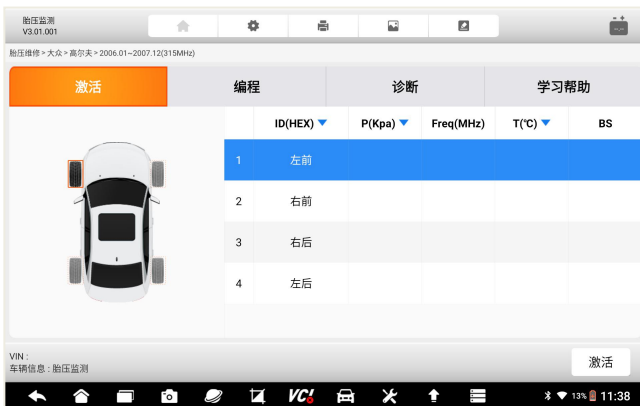 胎压监测
V3.01.001
胎压维修 > 大众 > 高尔夫 > 2006.01~2007.12(315MHz)
激活 编程 诊断 学习帮助
ID(HEX) P(Kpa) Freq(MHz) T(℃) BS
1 左前
2 右前
3 右后
4 左后
VIN :
车辆信息 : 胎压监测
激活
VCI 13% 11:38